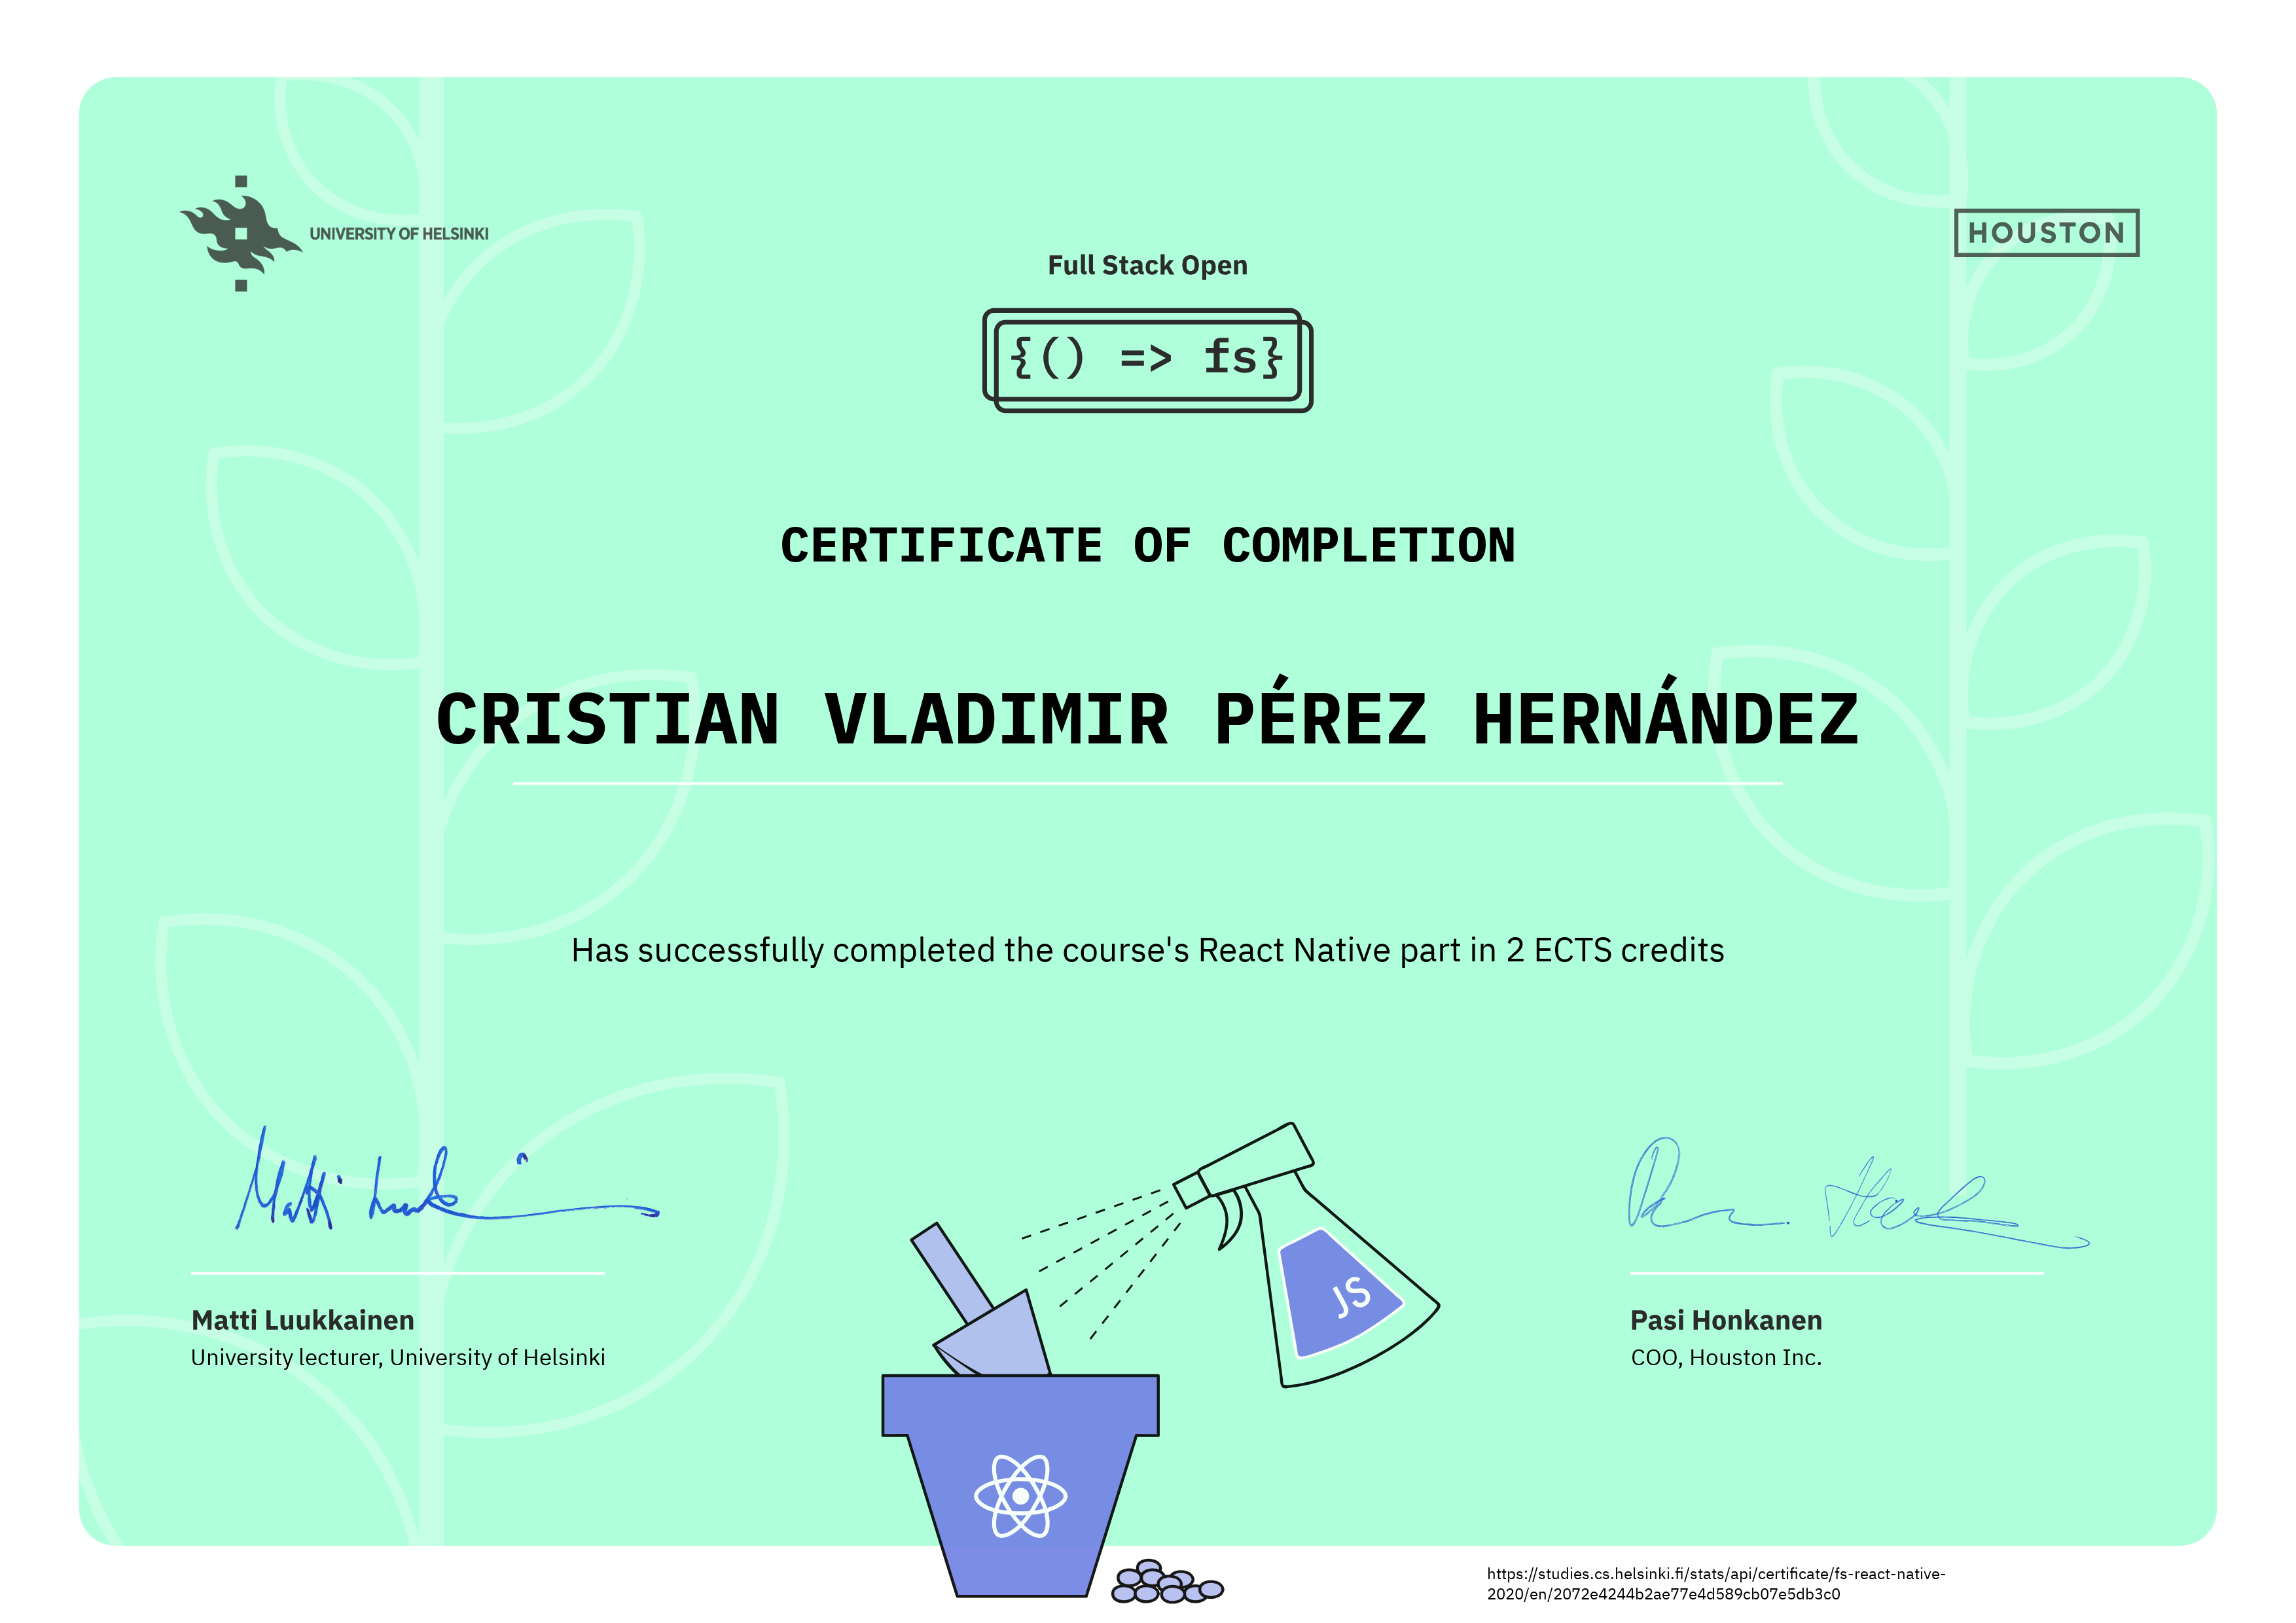 UNIVERSITY OF HELSINKI
HOUSTON
Full Stack Open
{() => fs}
CERTIFICATE OF COMPLETION
CRISTIAN VLADIMIR PÉREZ HERNÁNDEZ
Has successfully completed the course's React Native part in 2 ECTS credits
JS
Matti Luukkainen
University lecturer, University of Helsinki
Pasi Honkanen
COO, Houston Inc.
https://studies.cs.helsinki.fi/stats/api/certificate/fs-react-native-
2020/en/2072e4244b2ae77e4d589cb07e5db3c0